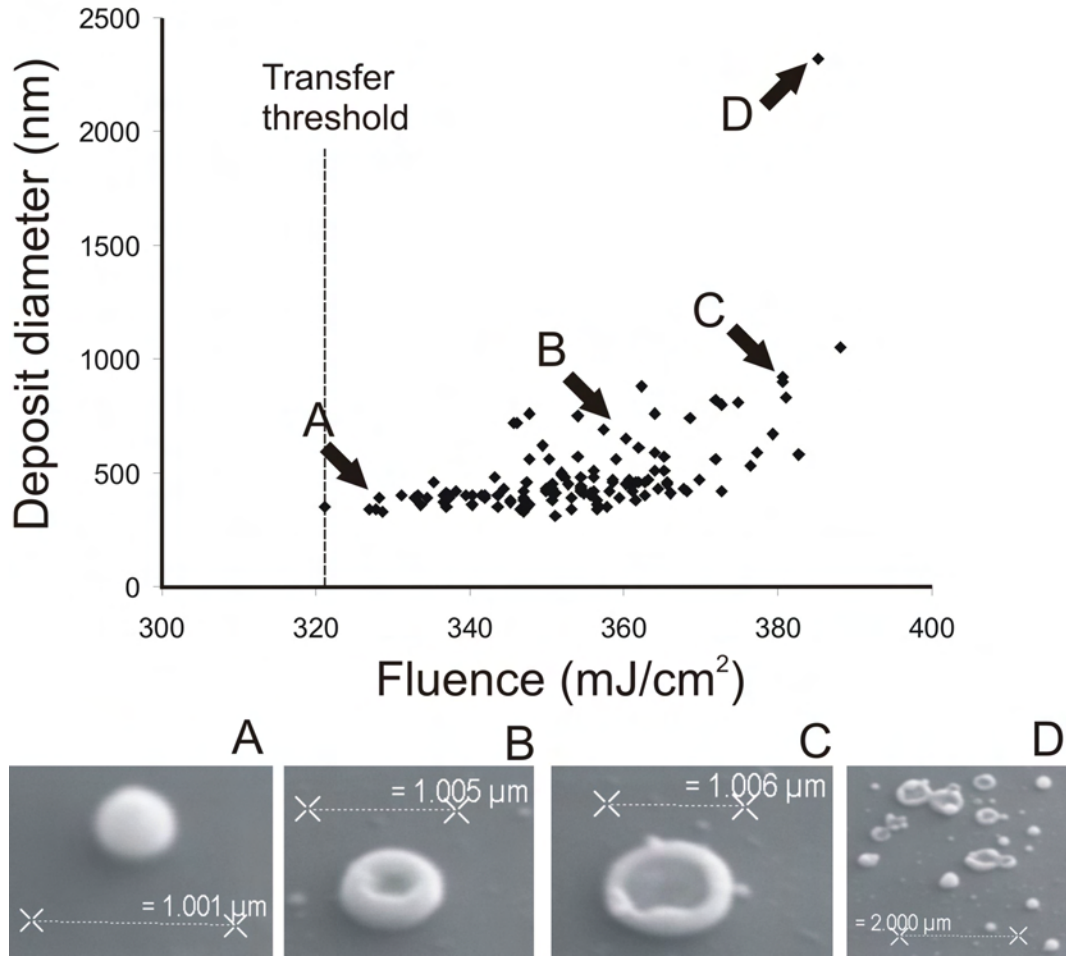 2500
2000
1500
1000
500
0
Deposit diameter (nm)
Transfer
threshold
D
C
B
A
300 320 340 360 380 400
Fluence (mJ/cm²)
A
B
C
D
= 1.001 µm
= 1.005 µm
= 1.006 µm
=2.000 µm